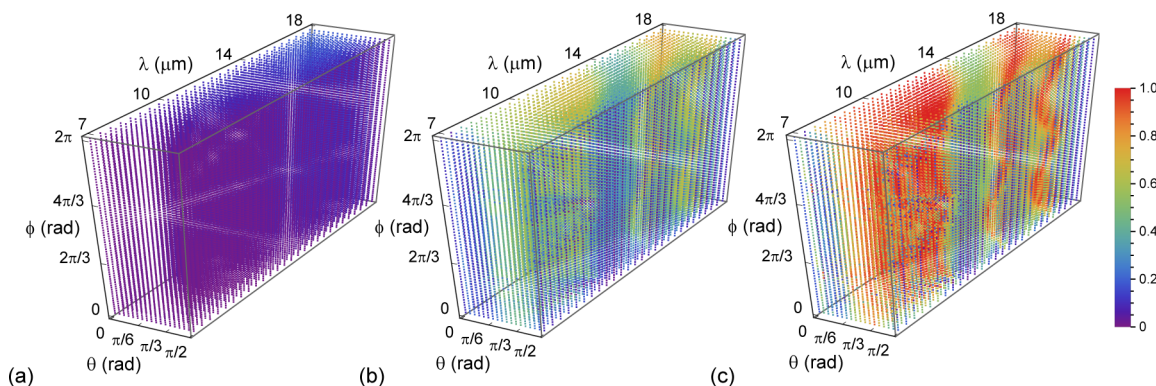 18
14
λ (μm)
10
7
2π
4π/3
ϕ (rad)
2π/3
0
0
π/6
π/3
π/2
θ (rad)
(a)
18
14
λ (μm)
10
7
2π
4π/3
ϕ (rad)
2π/3
0
0
π/6
π/3
π/2
θ (rad)
(b)
18
14
λ (μm)
10
7
2π
4π/3
ϕ (rad)
2π/3
0
0
π/6
π/3
π/2
θ (rad)
(c)
1.0
0.8
0.6
0.4
0.2
0